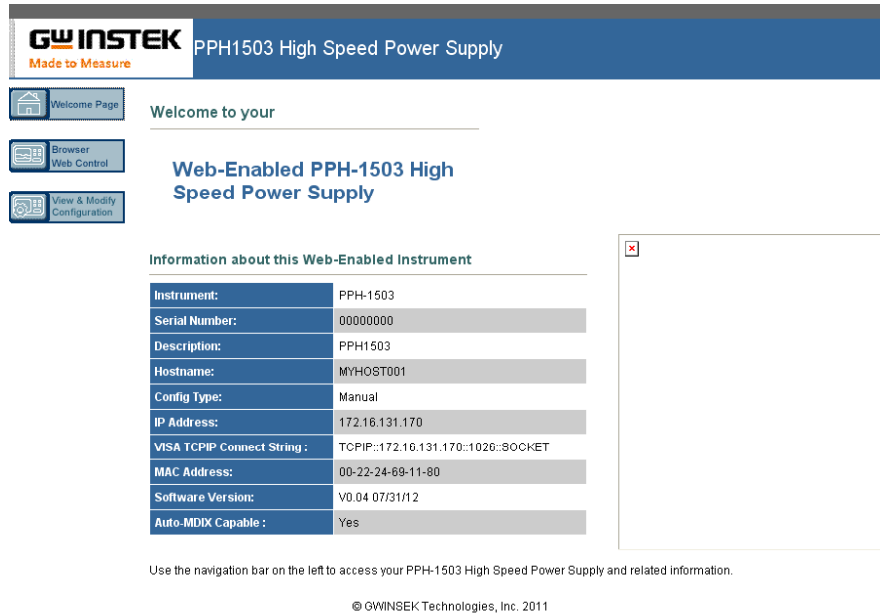 GWINSTEK
Made to Measure
PPH1503 High Speed Power Supply
Welcome Page
Browser
Web Control
View & Modify
Configuration
Welcome to your
Web-Enabled PPH-1503 High
Speed Power Supply
Information about this Web-Enabled Instrument
Instrument: PPH-1503
Serial Number: 00000000
Description: PPH1503
Hostname: MYHOST001
Config Type: Manual
IP Address: 172.16.131.170
VISA TCPIP Connect String : TCPIP::172.16.131.170::1026::SOCKET
MAC Address: 00-22-24-69-11-80
Software Version: V0.04 07/31/12
Auto-MDIX Capable : Yes
Use the navigation bar on the left to access your PPH-1503 High Speed Power Supply and related information.
© GWINSEK Technologies, Inc. 2011